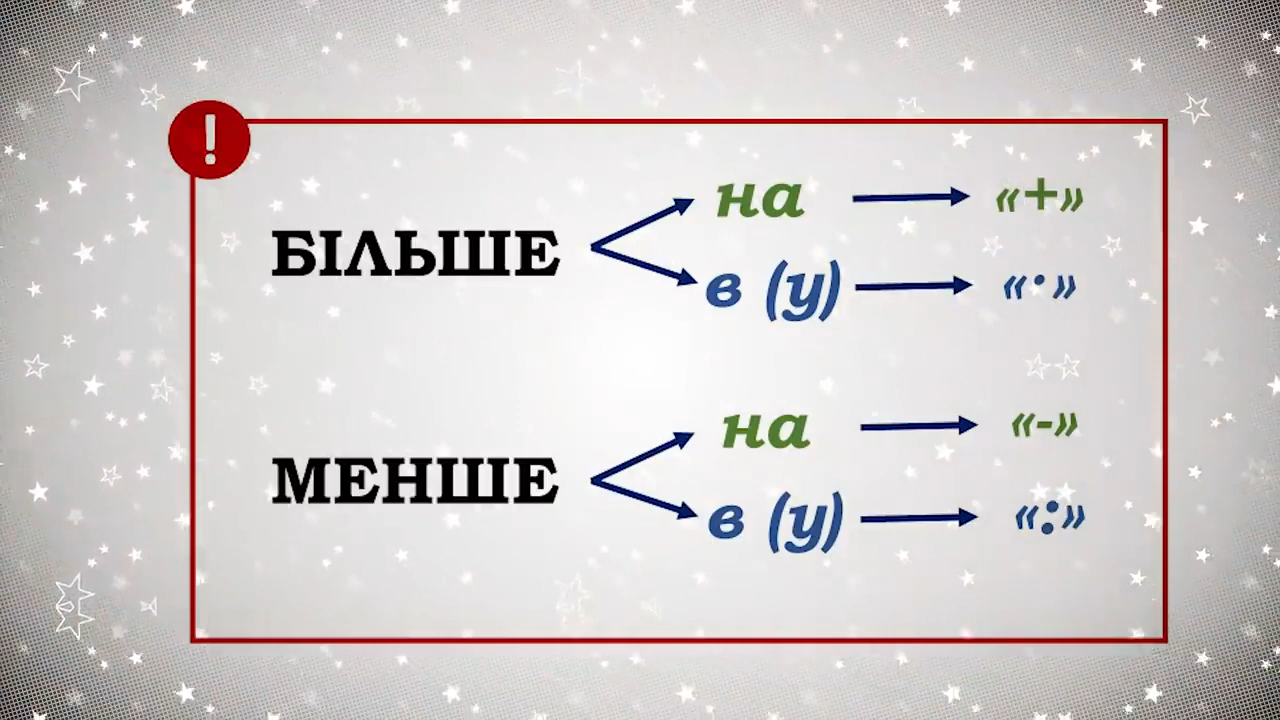 !
на → «+»
БІЛЬШЕ
в (у) → «·»
на → «-»
МЕНШЕ
в (у) → «:»